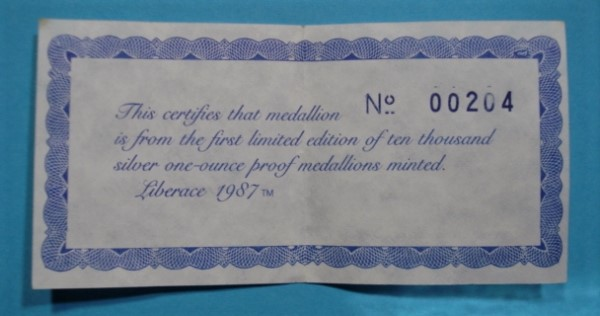 This certifies that medallion Nº 00204
is from the first limited edition of ten thousand
silver one-ounce proof medallions minted.
Liberace 1987™